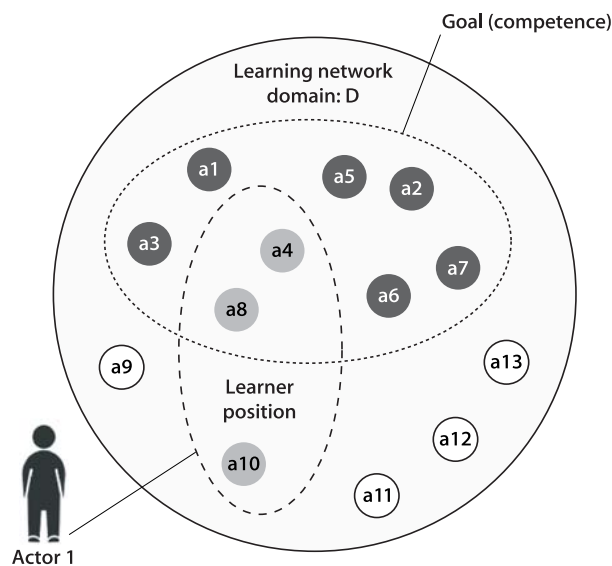 Goal (competence)
Learning network
domain: D
a1
a5
a2
a3
a4
a7
a6
a8
a13
a9
Learner
position
a12
a10
a11
Actor 1